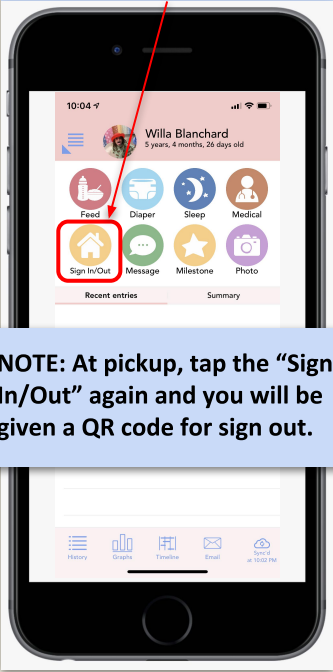 10:04
Willa Blanchard
5 years, 4 months, 26 days old
Feed Diaper Sleep Medical
Sign In/Out Message Milestone Photo
Recent entries Summary
NOTE: At pickup, tap the “Sign
In/Out” again and you will be
given a QR code for sign out.
History Graphs Timeline Email Sync'd
at 10:02 PM